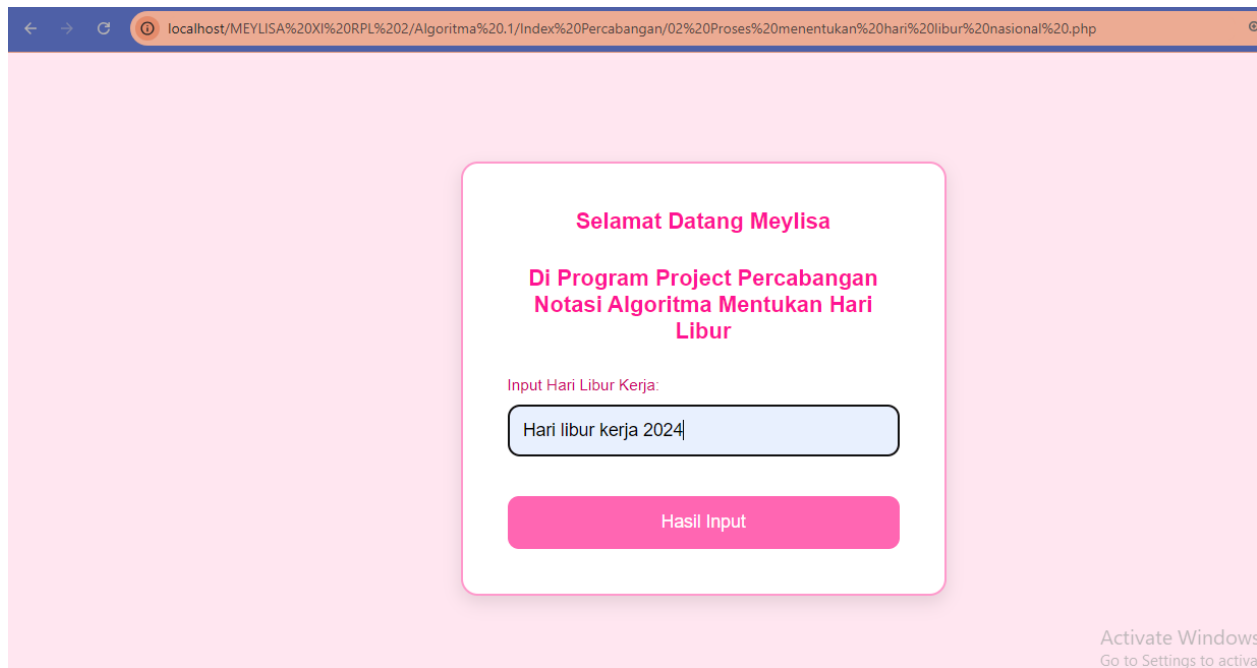 localhost/MEYLISA%20XI%20RPL%202/Algoritma%20.1/Index%20Percabangan/02%20Proses%20menentukan%20hari%20libur%20nasional%20.php
Selamat Datang Meylisa
Di Program Project Percabangan
Notasi Algoritma Mentukan Hari
Libur
Input Hari Libur Kerja:
Hari libur kerja 2024
Hasil Input
Activate Windows
Go to Settings to activa